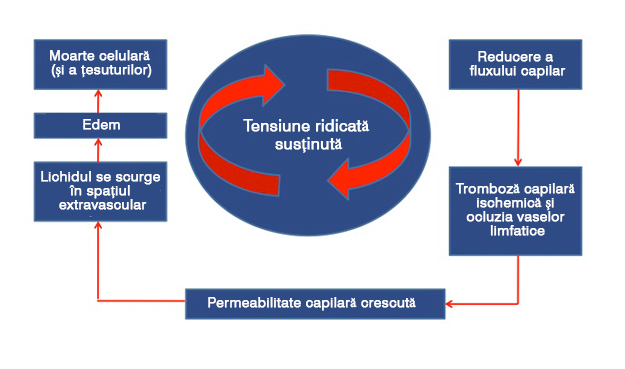 Moarte celulară
(și a țesuturilor)
Edem
Lichidul se scurge
în spațiul
extravascular
Tensiune ridicată
susținută
Reducere a
fluxului capilar
Tromboză capilară
ischemică și
ocluzia vaselor
limfatice
Permeabilitate capilară crescută